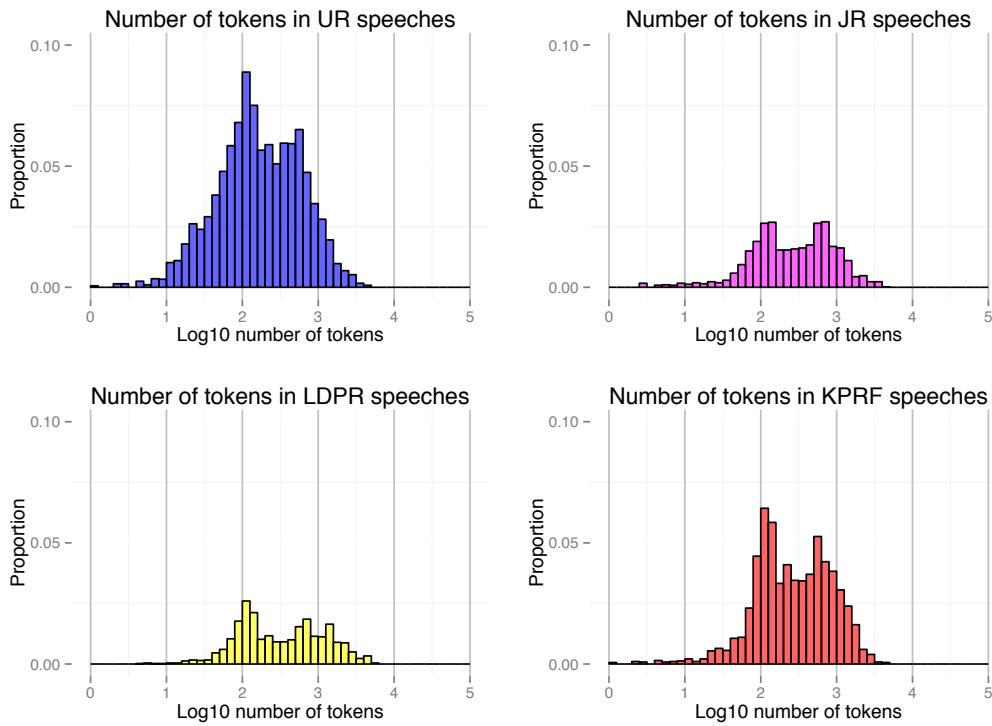 Number of tokens in UR speeches
0.10
0.05
0.00
Proportion
0 1 2 3 4 5
Log10 number of tokens
Number of tokens in JR speeches
0.10
0.05
0.00
Proportion
0 1 2 3 4 5
Log10 number of tokens
Number of tokens in LDPR speeches
0.10
0.05
0.00
Proportion
0 1 2 3 4 5
Log10 number of tokens
Number of tokens in KPRF speeches
0.10
0.05
0.00
Proportion
0 1 2 3 4 5
Log10 number of tokens